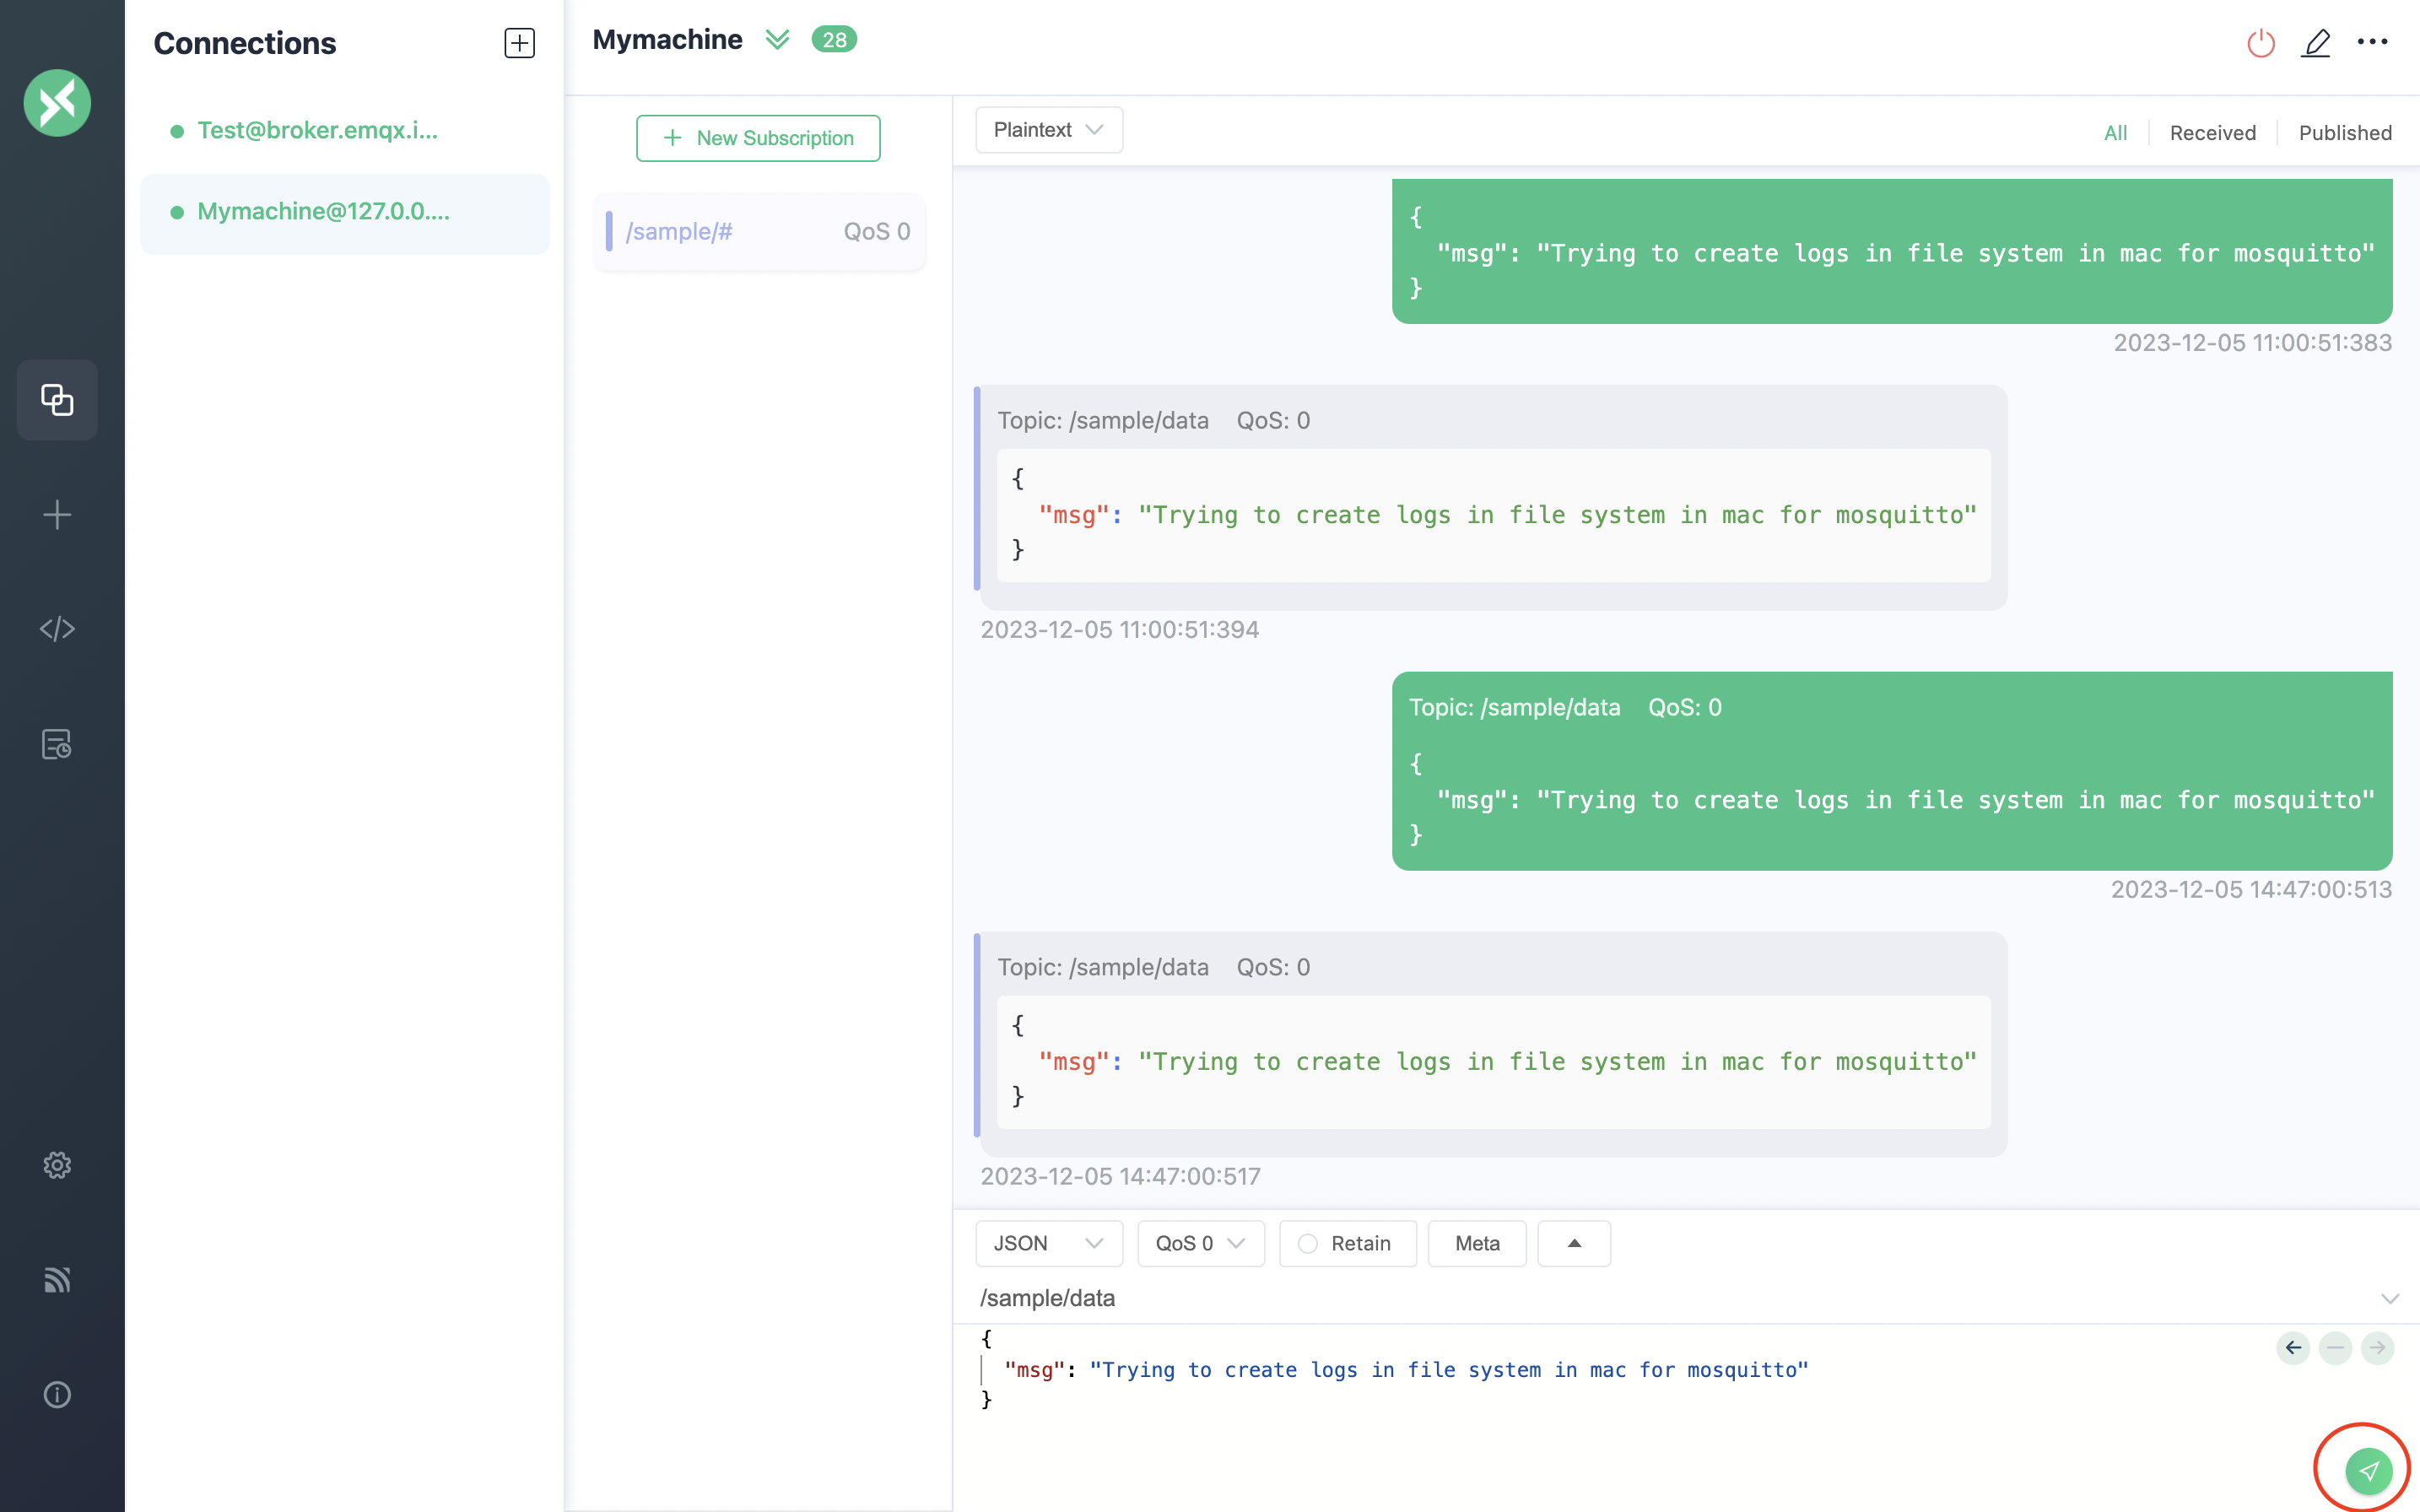 Connections
Test@broker.emqx.i...
Mymachine@127.0.0....
Mymachine 28
New Subscription
/sample/# QoS 0
Plaintext
All Received Published
{
"msg": "Trying to create logs in file system in mac for mosquitto"
}
2023-12-05 11:00:51:383
Topic: /sample/data QoS: 0
{
"msg": "Trying to create logs in file system in mac for mosquitto"
}
2023-12-05 11:00:51:394
Topic: /sample/data QoS: 0
{
"msg": "Trying to create logs in file system in mac for mosquitto"
}
2023-12-05 14:47:00:513
Topic: /sample/data QoS: 0
{
"msg": "Trying to create logs in file system in mac for mosquitto"
}
2023-12-05 14:47:00:517
JSON QoS 0 Retain Meta
/sample/data
{
"msg": "Trying to create logs in file system in mac for mosquitto"
}